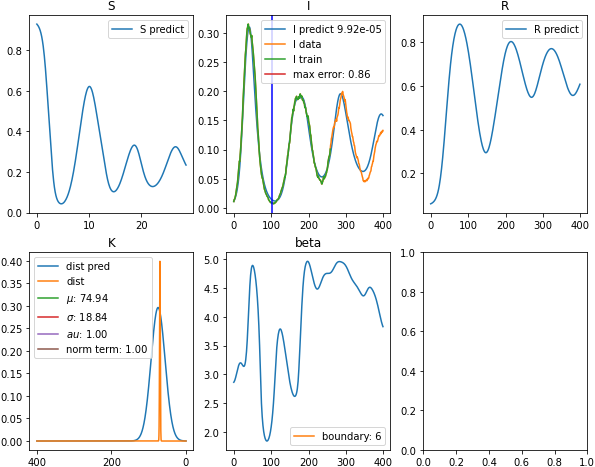 S
I
R
S predict
I predict 9.92e-05
I data
I train
max error: 0.86
R predict
0.8
0.6
0.4
0.2
0.0
0 10 20
0.30
0.25
0.20
0.15
0.10
0.05
0.00
0 100 200 300 400
0.8
0.6
0.4
0.2
0 100 200 300 400
K
beta
dist pred
dist
μ: 74.94
σ: 18.84
au: 1.00
norm term: 1.00
0.40
0.35
0.30
0.25
0.20
0.15
0.10
0.05
0.00
400 200 0
5.0
4.5
4.0
3.5
3.0
2.5
2.0
boundary: 6
0 100 200 300 400
1.0
0.8
0.6
0.4
0.2
0.0
0.0 0.2 0.4 0.6 0.8 1.0